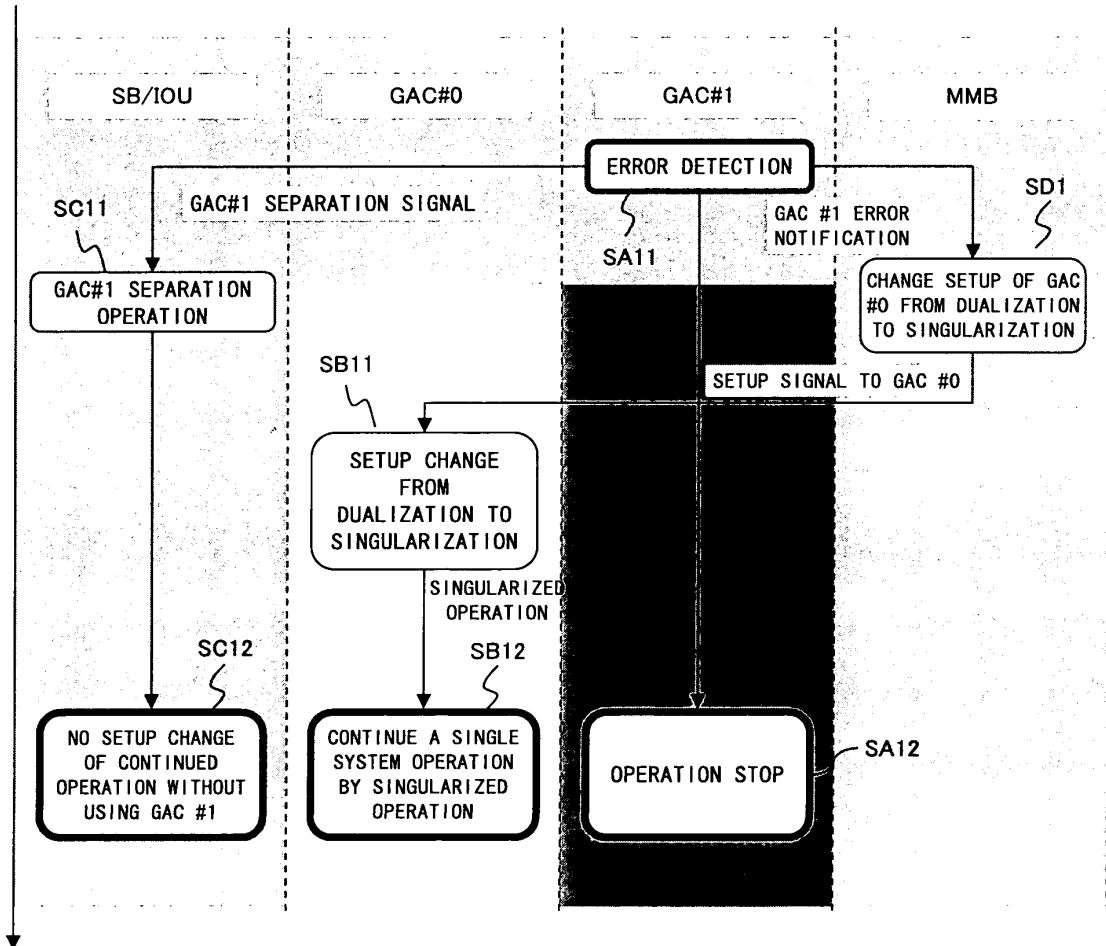 SB/IOU
GAC#0
GAC#1
MMB
ERROR DETECTION
SC11
GAC#1 SEPARATION SIGNAL
SA11
GAC #1 ERROR
NOTIFICATION
SD1
GAC#1 SEPARATION
OPERATION
CHANGE SETUP OF GAC
#0 FROM DUALIZATION
TO SINGULARIZATION
SB11
SETUP SIGNAL TO GAC #0
SETUP CHANGE
FROM
DUALIZATION TO
SINGULARIZATION
SINGULARIZED
OPERATION
SC12
SB12
NO SETUP CHANGE
OF CONTINUED
OPERATION WITHOUT
USING GAC #1
CONTINUE A SINGLE
SYSTEM OPERATION
BY SINGULARIZED
OPERATION
OPERATION STOP
SA12